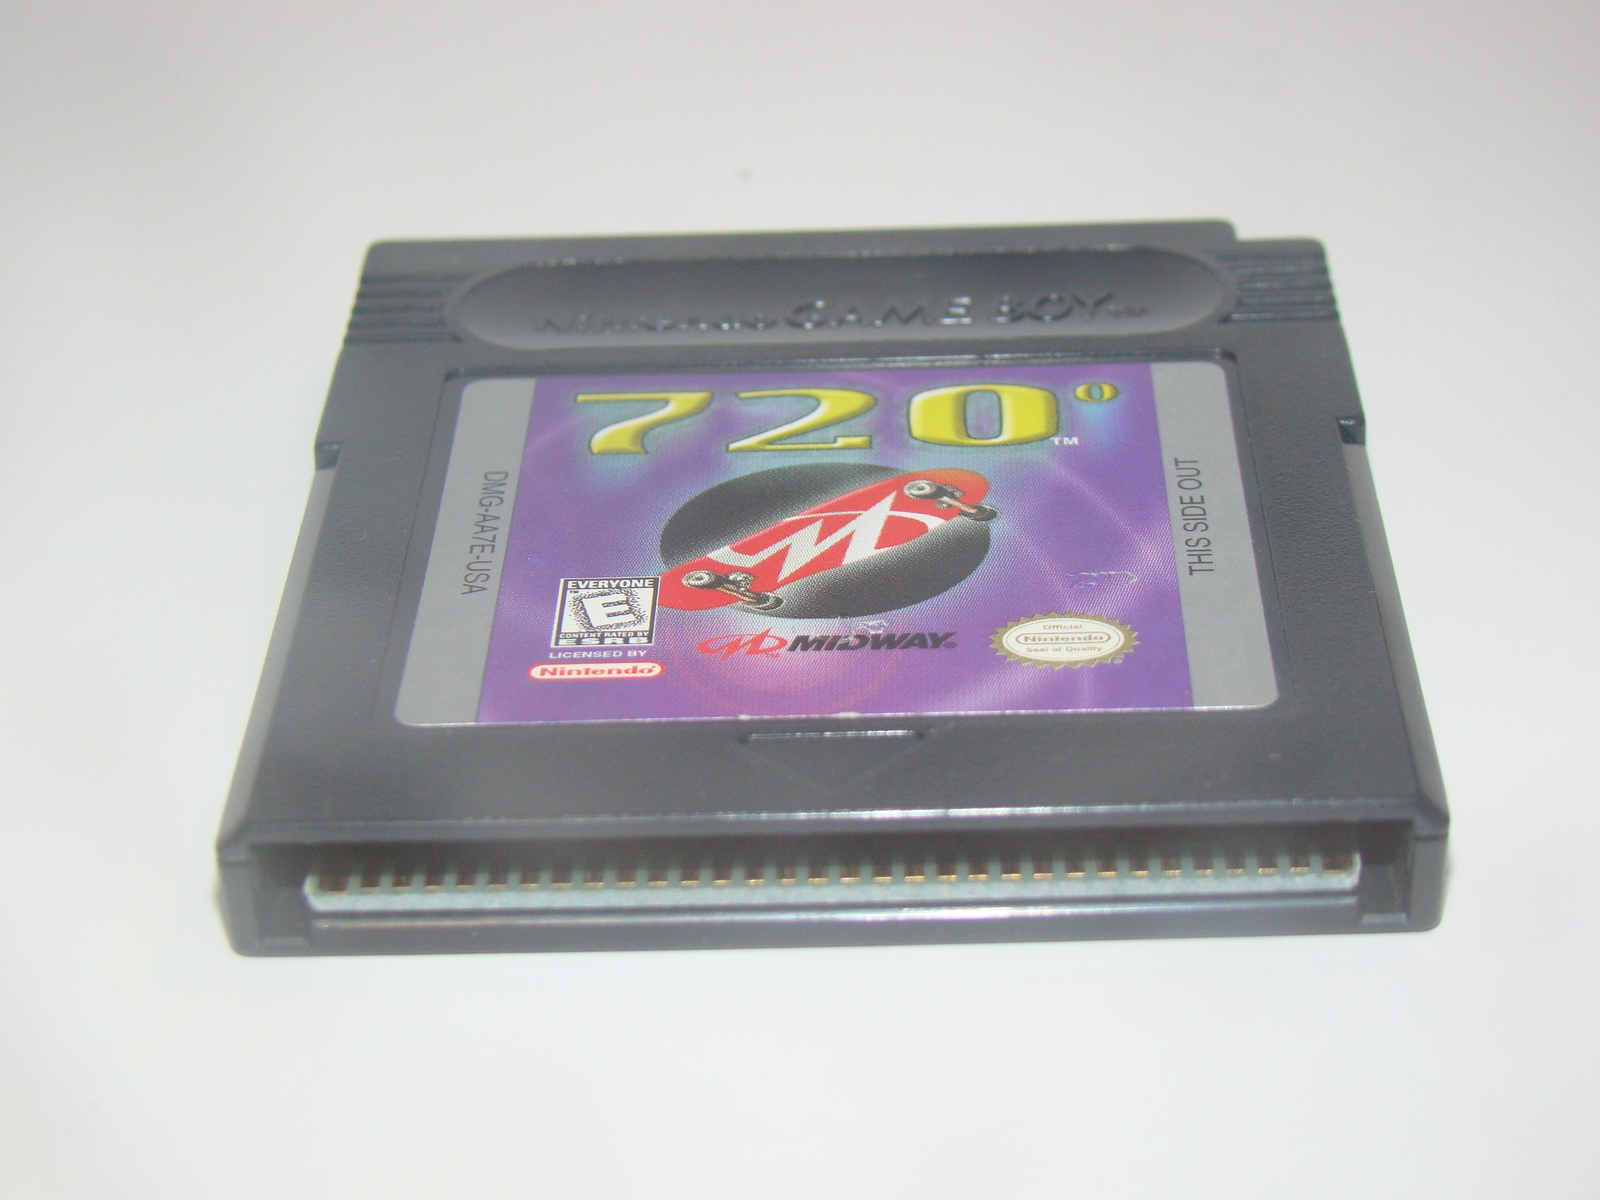 Nintendo GAME BOY TM
720°
TM
DMG-AA7E-USA
THIS SIDE OUT
EVERYONE
E
CONTENT RATED BY
ESRB
LICENSED BY
Nintendo®
MIDWAY®
Official
Nintendo
Seal of Quality